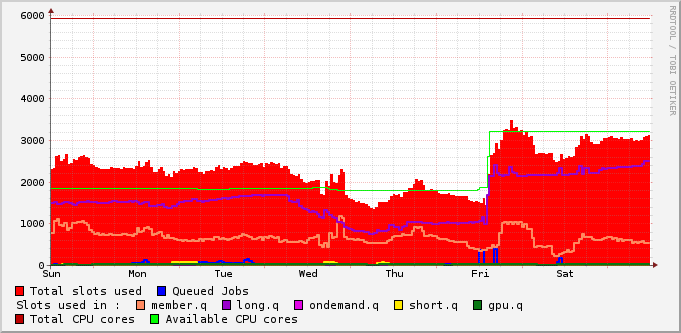 6000
5000
4000
3000
2000
1000
0
Sun Mon Tue Wed Thu Fri Sat
RRDTOOL / TOBI OETIKER
Total slots used Queued Jobs
Slots used in : member.q long.q ondemand.q short.q gpu.q
Total CPU cores Available CPU cores